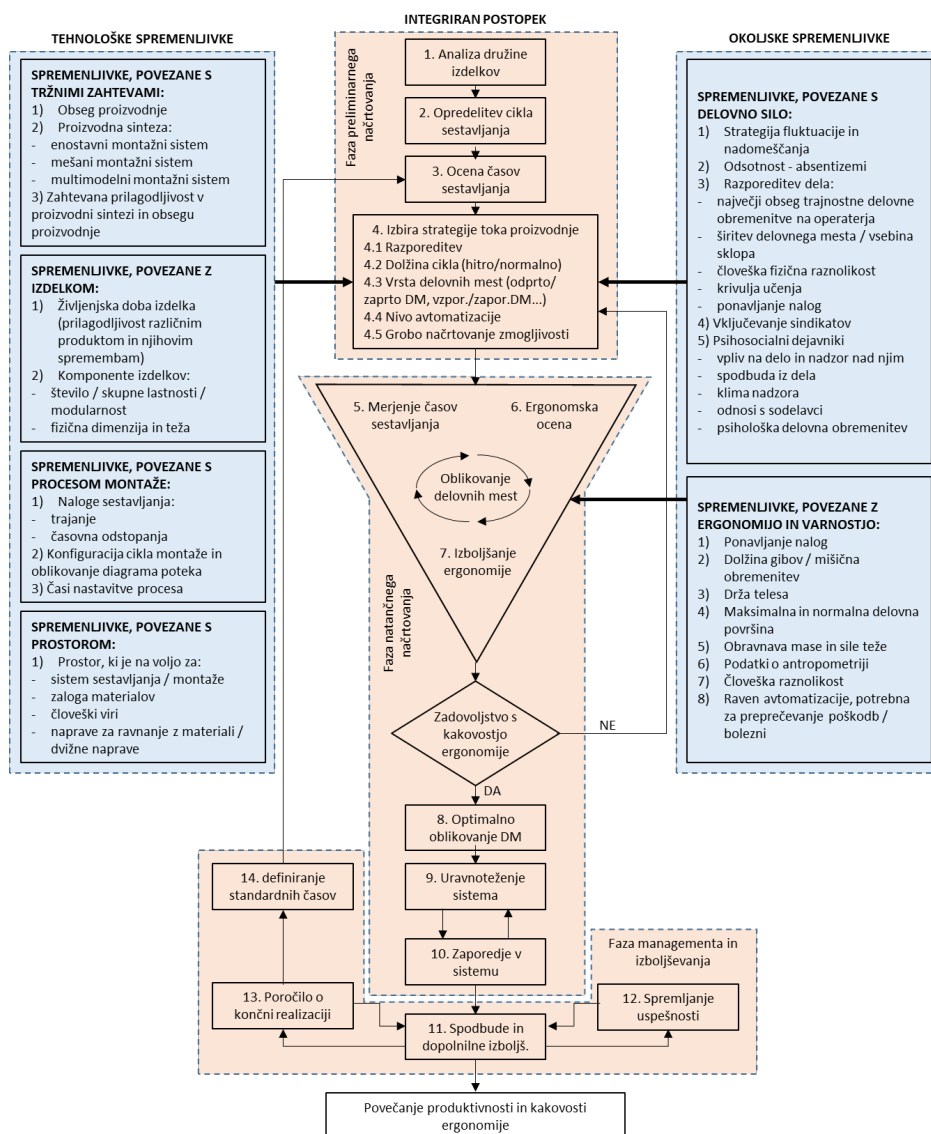 INTEGRIRAN POSTOPEK
TEHNOLOŠKE SPREMENLJIVKE
OKOLJSKE SPREMENLJIVKE
SPREMENLJIVKE, POVEZANE S
TRŽNIMI ZAHTEVAMI:
1) Obseg proizvodnje
2) Proizvodna sinteza:
- enostavni montažni sistem
- mešani montažni sistem
- multimodelni montažni sistem
3) Zahtevana prilagodljivost v
proizvodni sintezi in obsegu
proizvodnje
SPREMENLJIVKE, POVEZANE Z
IZDELKOM:
1) Življenjska doba izdelka
(prilagodljivost različnim
produktom in njihovim
spremembam)
2) Komponente izdelkov:
- število / skupne lastnosti /
modularnost
- fizična dimenzija in teža
SPREMENLJIVKE, POVEZANE S
PROCESOM MONTAŽE:
1) Naloge sestavljanja:
- trajanje
- časovna odstopanja
2) Konfiguracija cikla montaže in
oblikovanje diagrama poteka
3) Časi nastavitve procesa
SPREMENLJIVKE, POVEZANE S
PROSTOROM:
1) Prostor, ki je na voljo za:
- sistem sestavljanja / montaže
- zaloga materialov
- človeški viri
- naprave za ravnanje z materiali /
dvižne naprave
Faza preliminarnega
načrtovanja
1. Analiza družine
izdelkov
2. Opredelitev cikla
sestavljanja
3. Ocena časov
sestavljanja
4. Izbira strategije toka proizvodnje
4.1 Razporeditev
4.2 Dolžina cikla (hitro/normalno)
4.3 Vrsta delovnih mest (odprto/
zaprto DM, vzpor./zapor.DM...)
4.4 Nivo avtomatizacije
4.5 Grobo načrtovanje zmogljivosti
5. Merjenje časov
sestavljanja
6. Ergonomska
ocena
Oblikovanje
delovnih mest
7. Izboljšanje
ergonomije
Faza natančnega
načrtovanja
Zadovoljstvo s
kakovostjo
ergonomije
NE
DA
8. Optimalno
oblikovanje DM
9. Uravnoteženje
sistema
10. Zaporedje v
sistemu
11. Spodbude in
dopolnilne izboljš.
Faza managementa in
izboljševanja
12. Spremljanje
uspešnosti
13. Poročilo o
končni realizaciji
14. definiranje
standardnih časov
Povečanje produktivnosti in kakovosti
ergonomije
SPREMENLJIVKE, POVEZANE S
DELOVNO SILO:
1) Strategija fluktuacije in
nadomeščanja
2) Odsotnost - absentizemi
3) Razporeditev dela:
- največji obseg trajnostne delovne
obremenitve na operaterja
- širitev delovnega mesta / vsebina
sklopa
- človeška fizična raznolikost
- krivulja učenja
- ponavljanje nalog
4) Vključevanje sindikatov
5) Psihosocialni dejavniki
- vpliv na delo in nadzor nad njim
- spodbuda iz dela
- klima nadzora
- odnosi s sodelavci
- psihološka delovna obremenitev
SPREMENLJIVKE, POVEZANE Z
ERGONOMIJO IN VARNOSTJO:
1) Ponavljanje nalog
2) Dolžina gibov / mišična
obremenitev
3) Drža telesa
4) Maksimalna in normalna delovna
površina
5) Obravnava mase in sile teže
6) Podatki o antropometriji
7) Človeška raznolikost
8) Raven avtomatizacije, potrebna
za preprečevanje poškodb /
bolezni